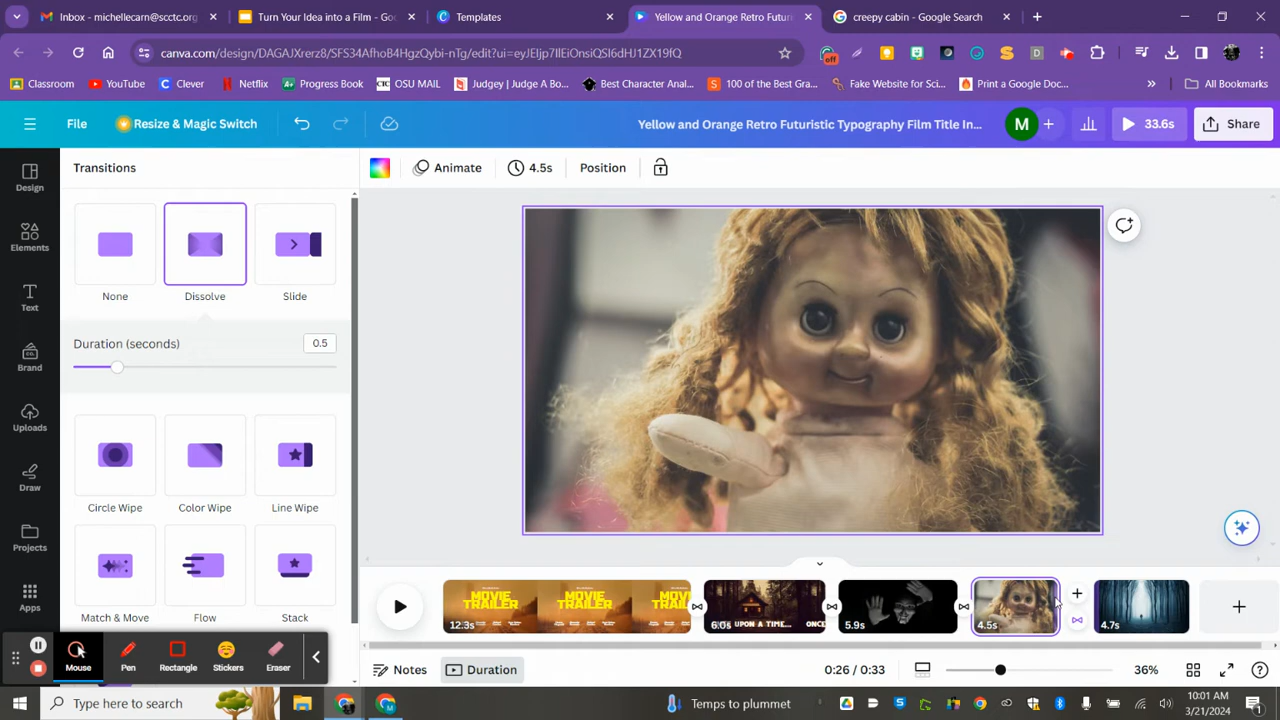 Inbox - michellecarn@scctc.org
Turn Your Idea into a Film - Go
Templates
Yellow and Orange Retro Futuri
creepy cabin - Google Search
canva.com/design/DAGAJXrerz8/SFS34AfhoB4HgzQybi-nTg/edit?ui=eyJEIjp7IlEiOnsiQSI6dHJ1ZX19fQ
off
Classroom
YouTube
Clever
Netflix
Progress Book
CTC OSU MAIL
Judgey | Judge A Bo...
Best Character Anal...
100 of the Best Gra...
Fake Website for Sci...
Print a Google Doc...
All Bookmarks
File
Resize & Magic Switch
Yellow and Orange Retro Futuristic Typography Film Title In...
M
33.6s
Share
Design
Elements
Text
Brand
Uploads
Draw
Projects
Apps
Transitions
Animate
4.5s
Position
None
Dissolve
Slide
Duration (seconds)
0.5
Circle Wipe
Color Wipe
Line Wipe
Match & Move
Flow
Stack
MOVIE
TRAILER
MOVIE
TRAILER
12.3s
UPON A TIME...
ONCE
6.0s
5.9s
4.5s
4.7s
Mouse
Pen
Rectangle
Stickers
Eraser
Notes
Duration
0:26 / 0:33
36%
Type here to search
Temps to plummet
10:01 AM
3/21/2024